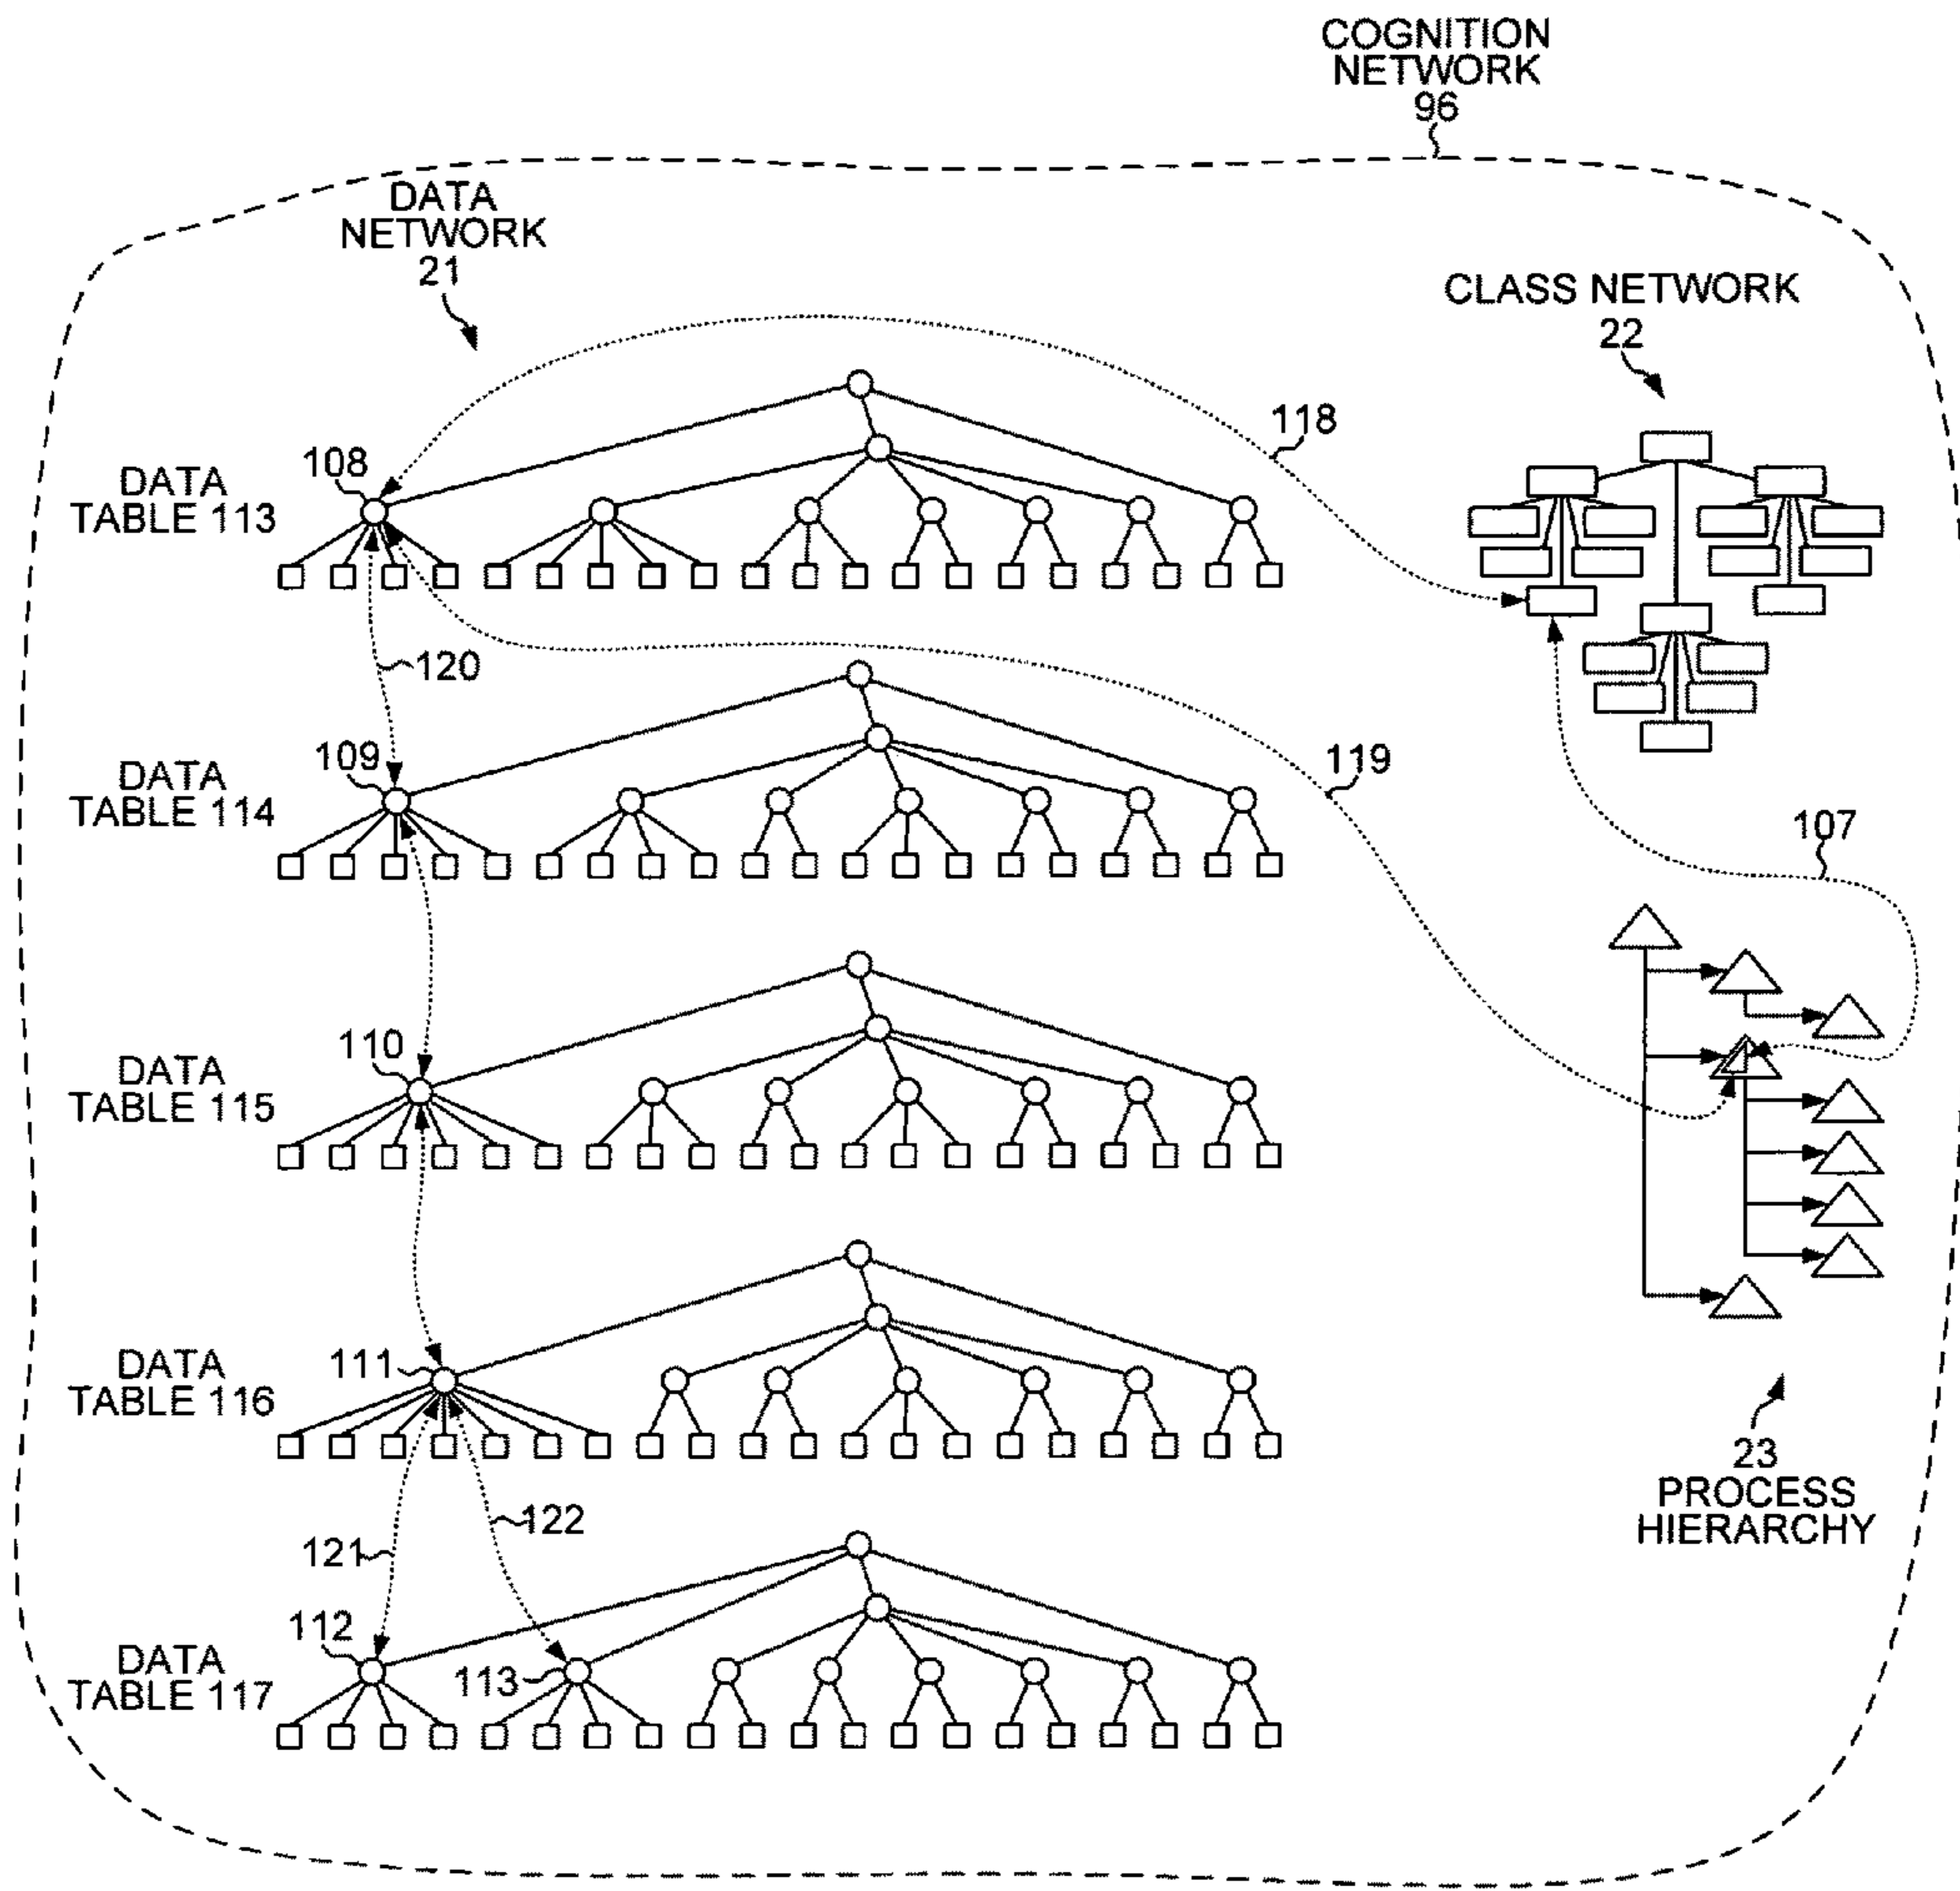 COGNITION
NETWORK
96
DATA
NETWORK
21
CLASS NETWORK
22
118
108
DATA
TABLE 113
120
109
DATA
TABLE 114
119
107
110
DATA
TABLE 115
111
DATA
TABLE 116
23
PROCESS
HIERARCHY
122
121
112
113
DATA
TABLE 117